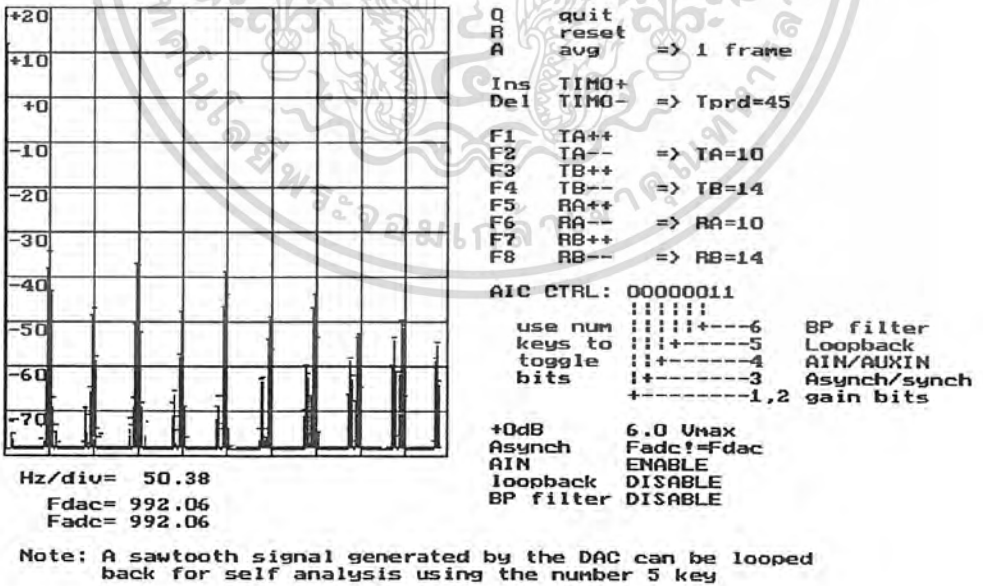 +20
+10
+0
-10
-20
-30
-40
-50
-60
-70
Hz/div= 50.38
Fdac= 992.06
Fadc= 992.06
Q quit
R reset
A avg => 1 frame
Ins TIM0+
Del TIM0- => Tprd=45
F1 TA++
F2 TA-- => TA=10
F3 TB++
F4 TB-- => TB=14
F5 RA++
F6 RA-- => RA=10
F7 RB++
F8 RB-- => RB=14
AIC CTRL: 00000011
use num keys to toggle bits
6 BP filter
5 Loopback
4 AIN/AUXIN
3 Asynch/synch
1,2 gain bits
+0dB 6.0 Vmax
Asynch Fadc!=Fdac
AIN ENABLE
loopback DISABLE
BP filter DISABLE
Note: A sawtooth signal generated by the DAC can be looped
back for self analysis using the number 5 key